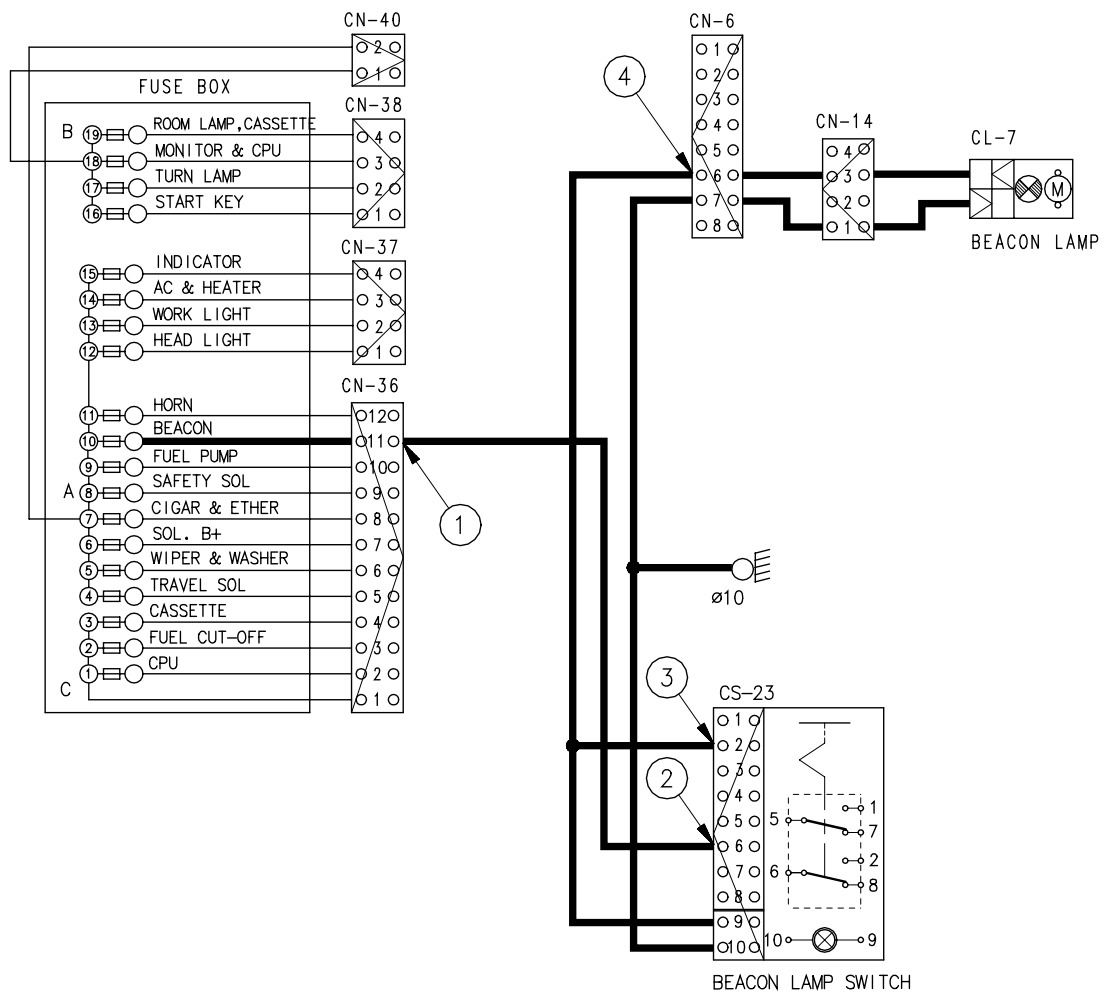 CN-40
2
1
FUSE BOX
CN-38
B
19 ROOM LAMP,CASSETTE 4
18 MONITOR & CPU 3
17 TURN LAMP 2
16 START KEY 1
CN-37
15 INDICATOR 4
14 AC & HEATER 3
13 WORK LIGHT 2
12 HEAD LIGHT 1
CN-36
11 HORN 12
10 BEACON 11
9 FUEL PUMP 10
A
8 SAFETY SOL 9
7 CIGAR & ETHER 8
6 SOL. B+ 7
5 WIPER & WASHER 6
4 TRAVEL SOL 5
3 CASSETTE 4
2 FUEL CUT-OFF 3
1 CPU 2
C
1
1
CN-6
1
2
3
4
5
6
7
8
4
CN-14
4
3
2
1
CL-7
M
BEACON LAMP
ø10
3
2
CS-23
1
2
3
4
5
6
7
8
9
10
1
5
7
2
6
8
10 9
BEACON LAMP SWITCH